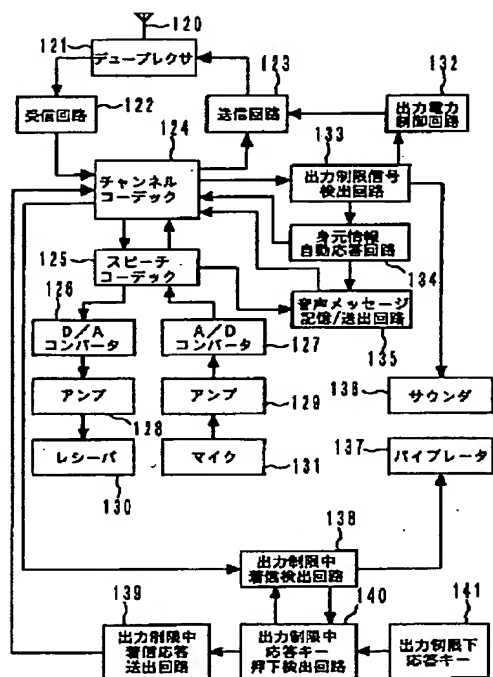 120
121
デュープレクサ
受信回路
122
送信回路
123
出力電力
制御回路
132
124
チャンネル
コーデック
133
出力制限信号
検出回路
125
スピーチ
コーデック
身元情報
自動応答回路
134
音声メッセージ
記憶/送出回路
135
126
D/A
コンバータ
A/D
コンバータ
127
アンプ
128
アンプ
129
レシーバ
130
マイク
131
136
サウンダ
137
バイブレータ
138
出力制限中
着信検出回路
139
出力制限中
着信応答
送出回路
140
出力制限中
応答キー
押下検出回路
141
出力制限下
応答キー